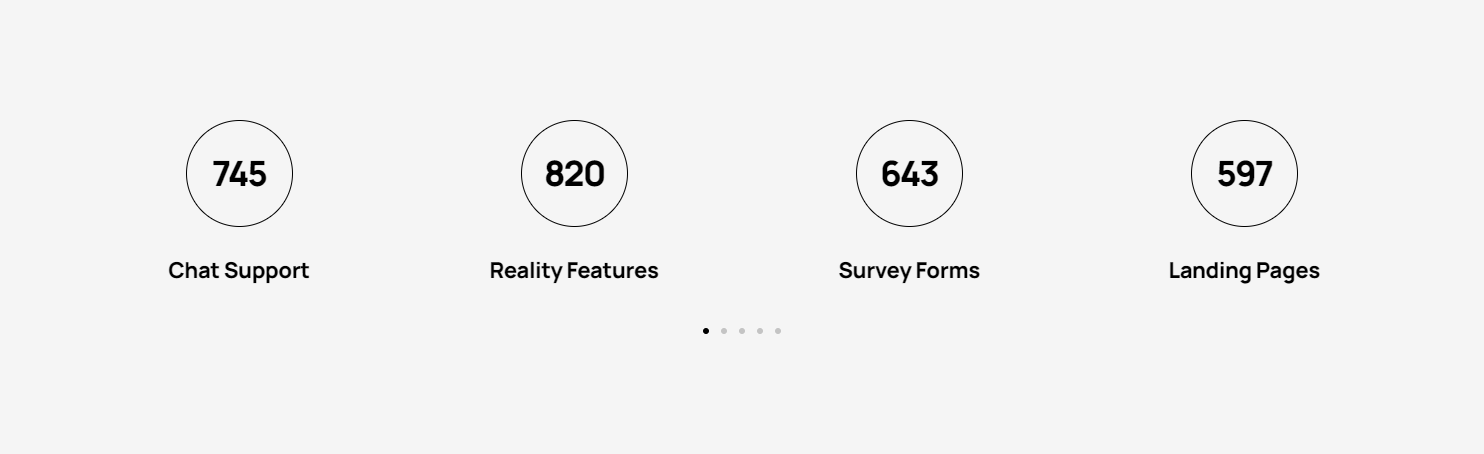 745
820
643
597
Chat Support
Reality Features
Survey Forms
Landing Pages